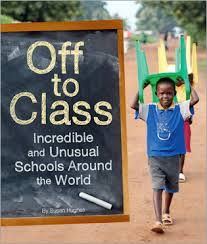 Off
to
Class
Incredible
and Unusual
Schools Around
the World
By Susan Hughes